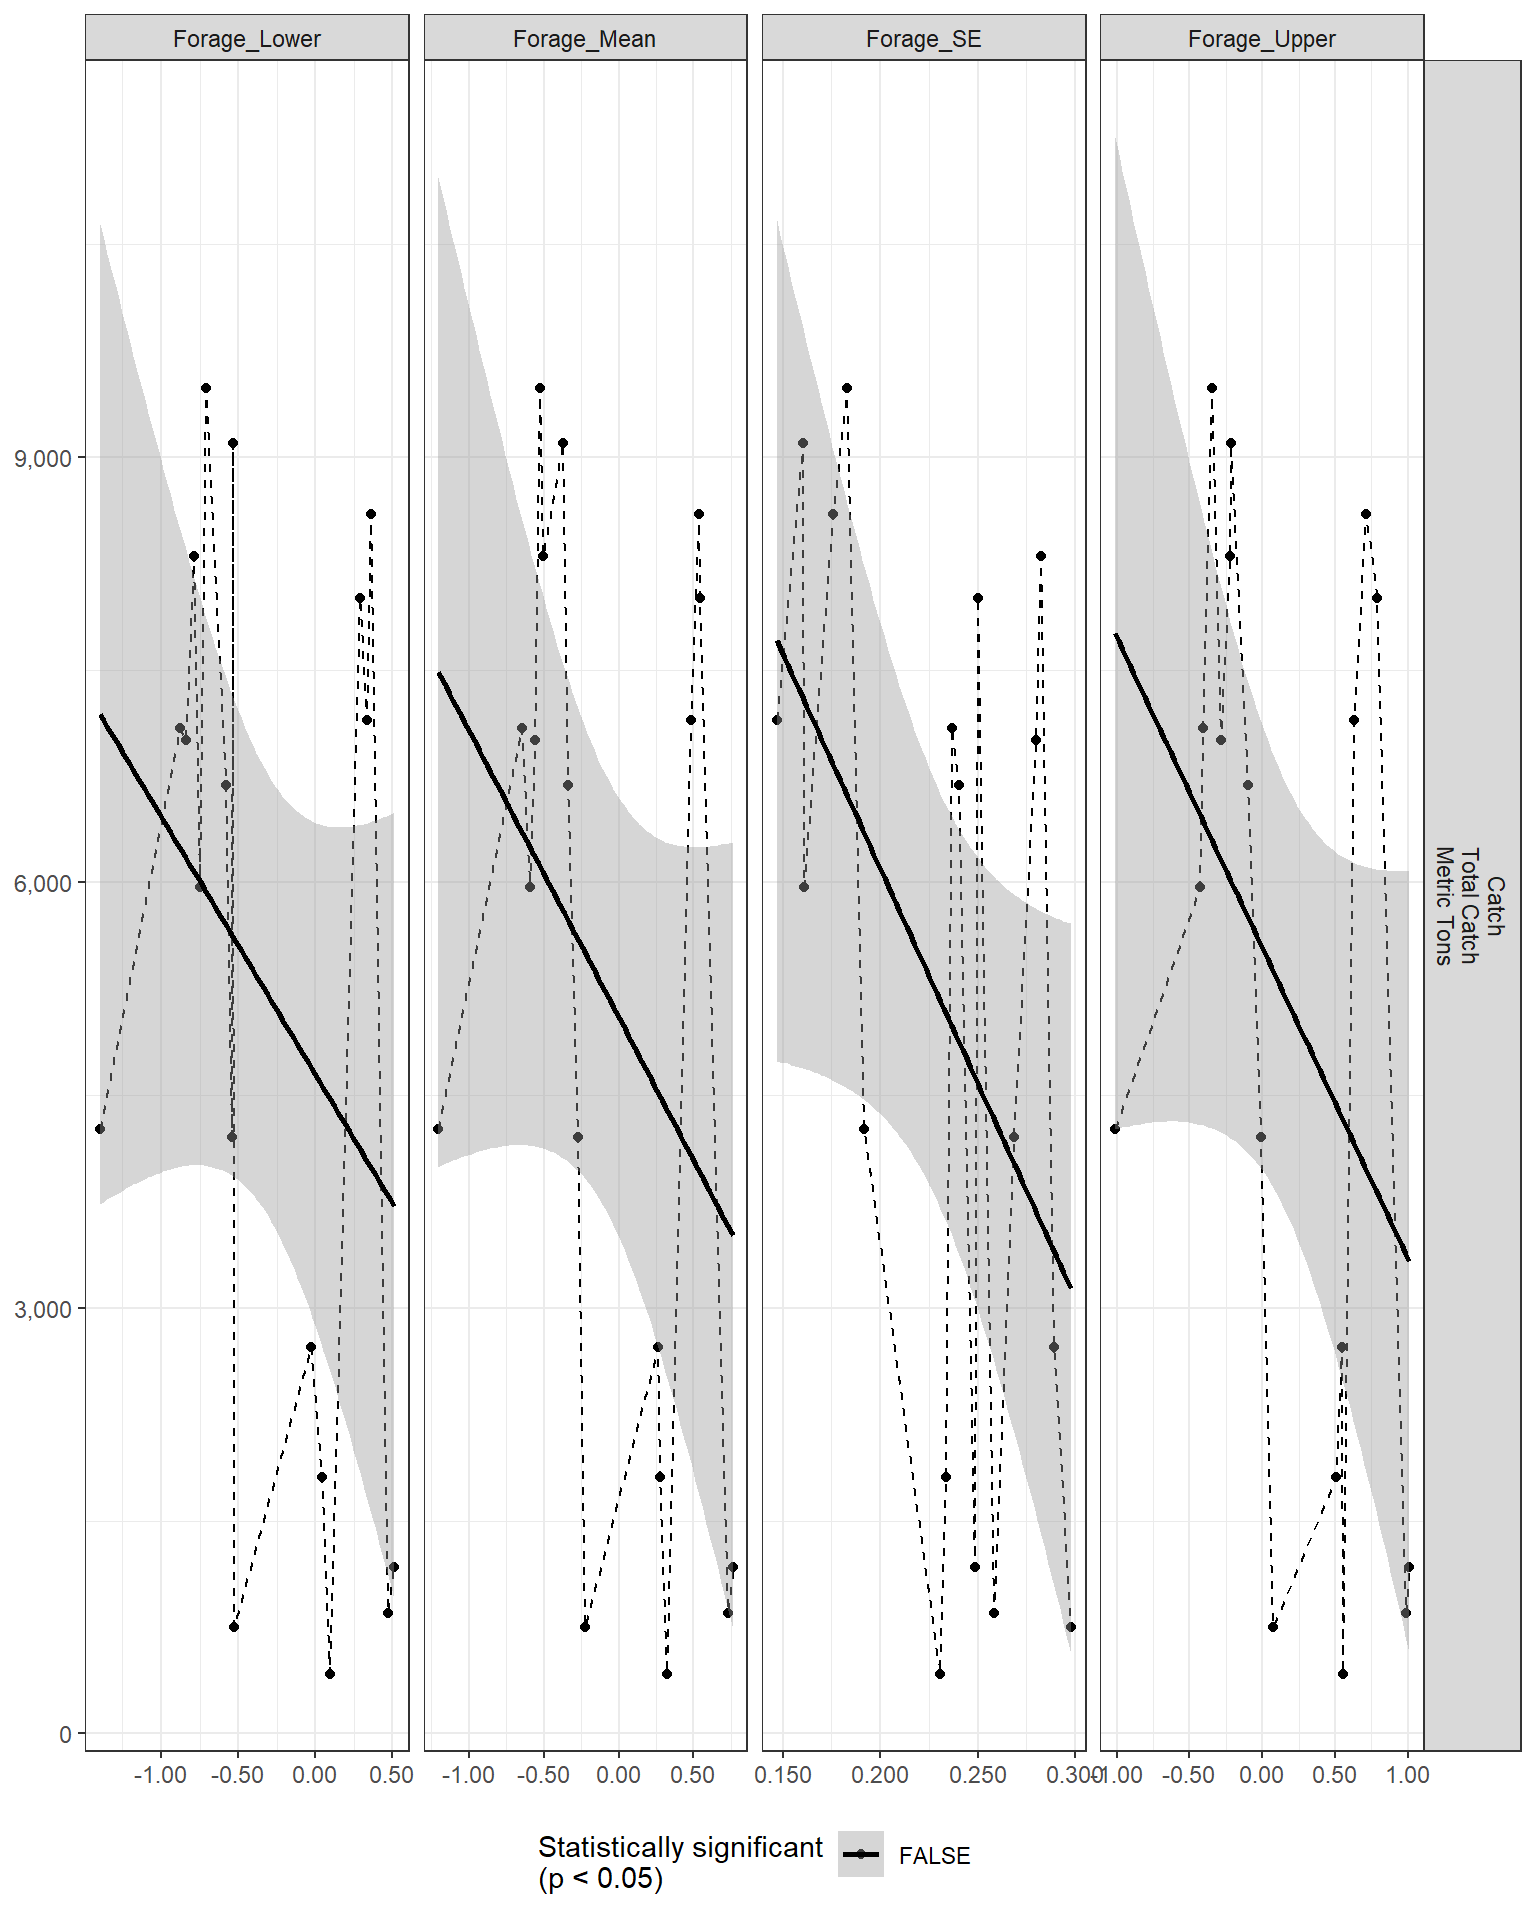 Forage_Lower
Forage_Mean
Forage_SE
Forage_Upper
9,000
6,000
3,000
0
Catch
Total Catch
Metric Tons
-1.00 -0.50 0.00 0.50
-1.00 -0.50 0.00 0.50
0.150 0.200 0.250 0.300
-1.00 -0.50 0.00 0.50 1.00
Statistically significant
(p < 0.05)
FALSE